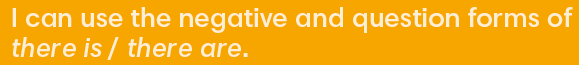 I can use the negative and question forms of
there is / there are.